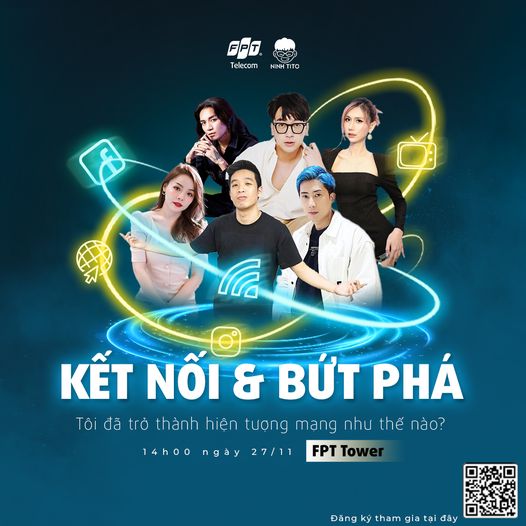 FPT
Telecom
NINH TITO
KẾT NỐI & BỨT PHÁ
Tôi đã trở thành hiện tượng mạng như thế nào?
14h00 ngày 27/11 FPT Tower
Đăng ký tham gia tại đây